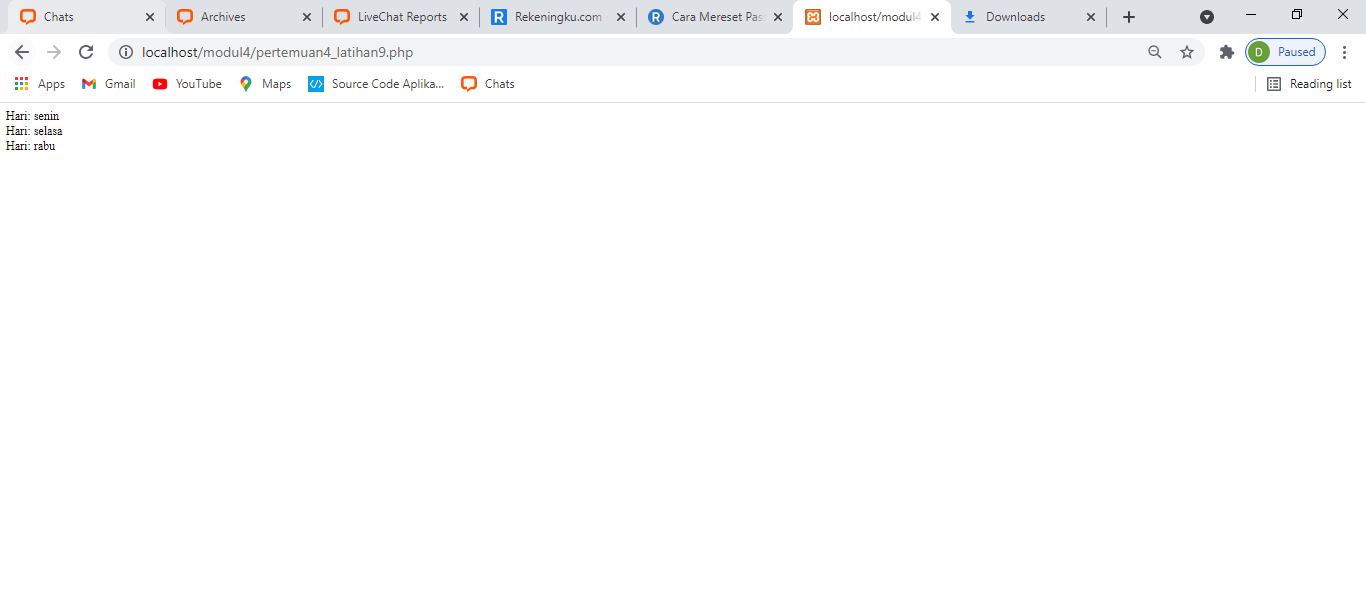 Chats Archives LiveChat Reports Rekeningku.com Cara Mereset Pas localhost/modul4 Downloads
localhost/modul4/pertemuan4_latihan9.php D Paused
Apps Gmail YouTube Maps Source Code Aplika... Chats Reading list
Hari: senin
Hari: selasa
Hari: rabu